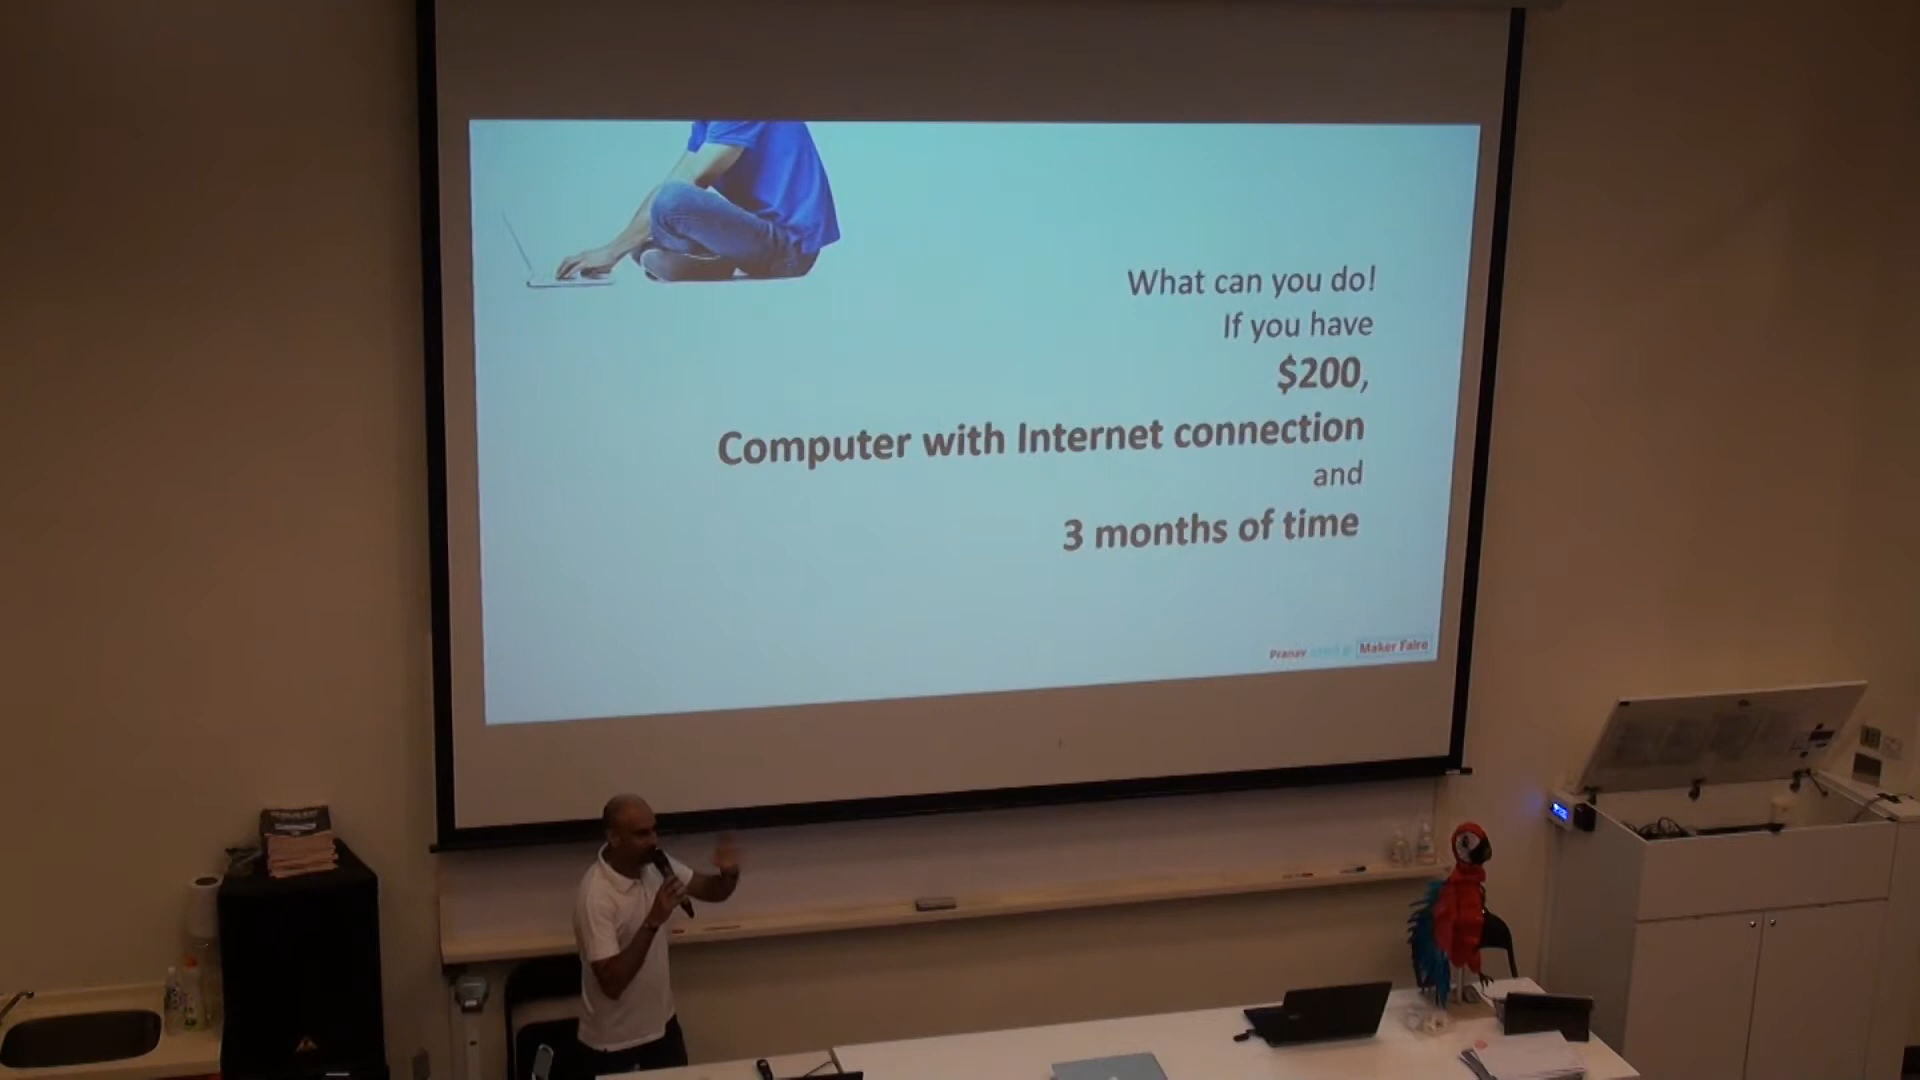 What can you do!
If you have
$200,
Computer with Internet connection
and
3 months of time
Pranav Maker Faire